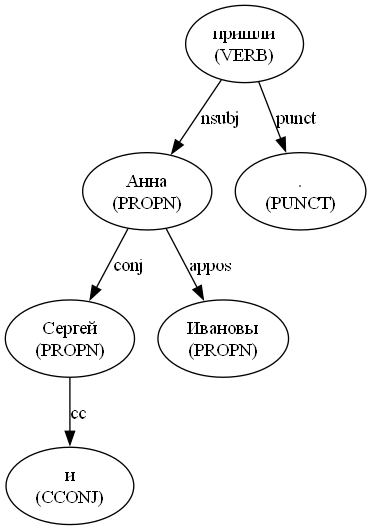 пришли
(VERB)
nsubj
punct
Анна
(PROPN)
.
(PUNCT)
conj
appos
Сергей
(PROPN)
Ивановы
(PROPN)
cc
и
(CCONJ)